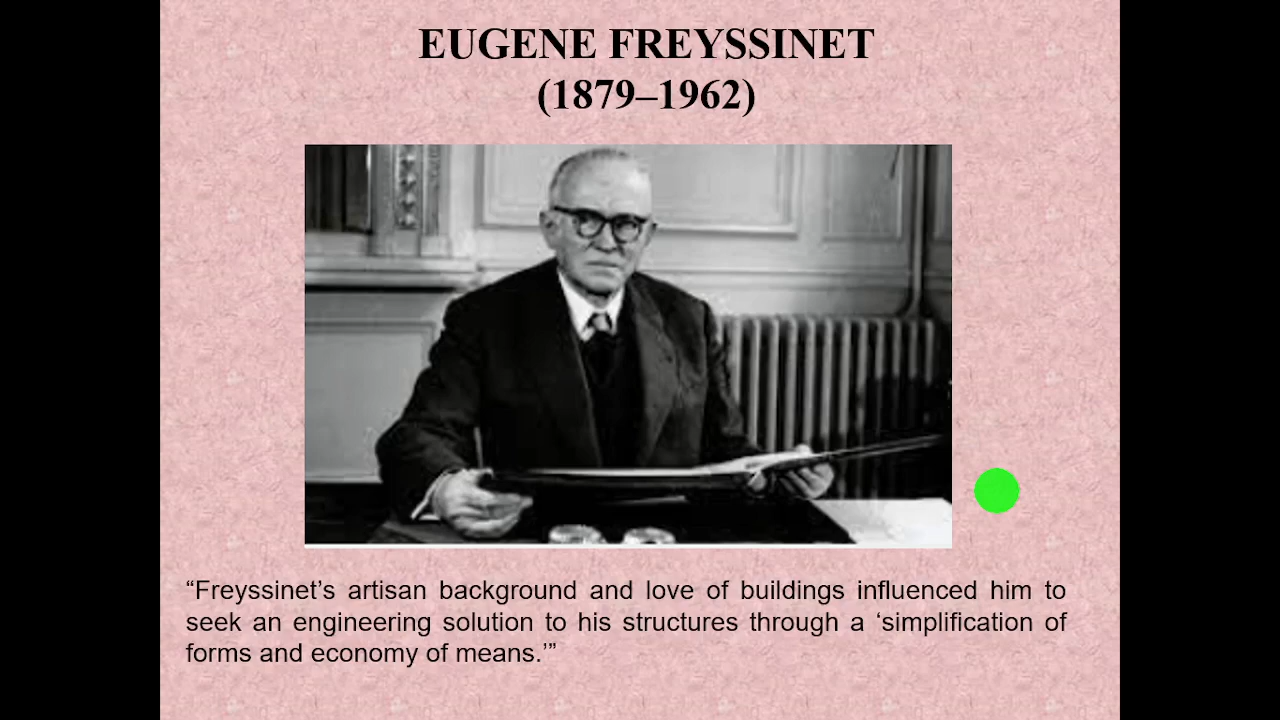 EUGENE FREYSSINET
(1879–1962)
“Freyssinet’s artisan background and love of buildings influenced him to
seek an engineering solution to his structures through a ‘simplification of
forms and economy of means.’”